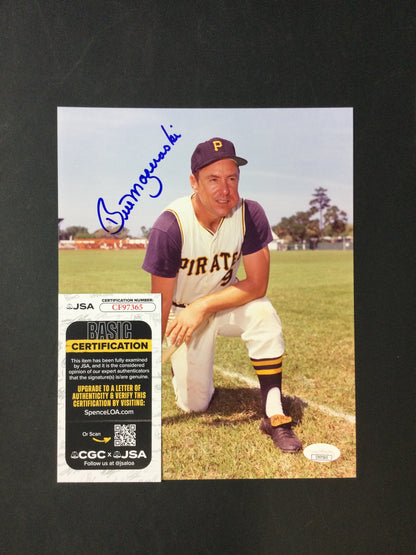 Bill Mazeroski
P
PIRATE
9
JSA
CERTIFICATION NUMBER
CF97365
BASIC
CERTIFICATION
This item has been fully examined
by JSA, and it is the considered
opinion of our expert authenticators
that the signature(s) is/are genuine.
UPGRADE TO A LETTER OF
AUTHENTICITY & VERIFY THIS
CERTIFICATION BY VISITING:
SpenceLOA.com
Or Scan
CGC x JSA
Follow us at @jsaloa